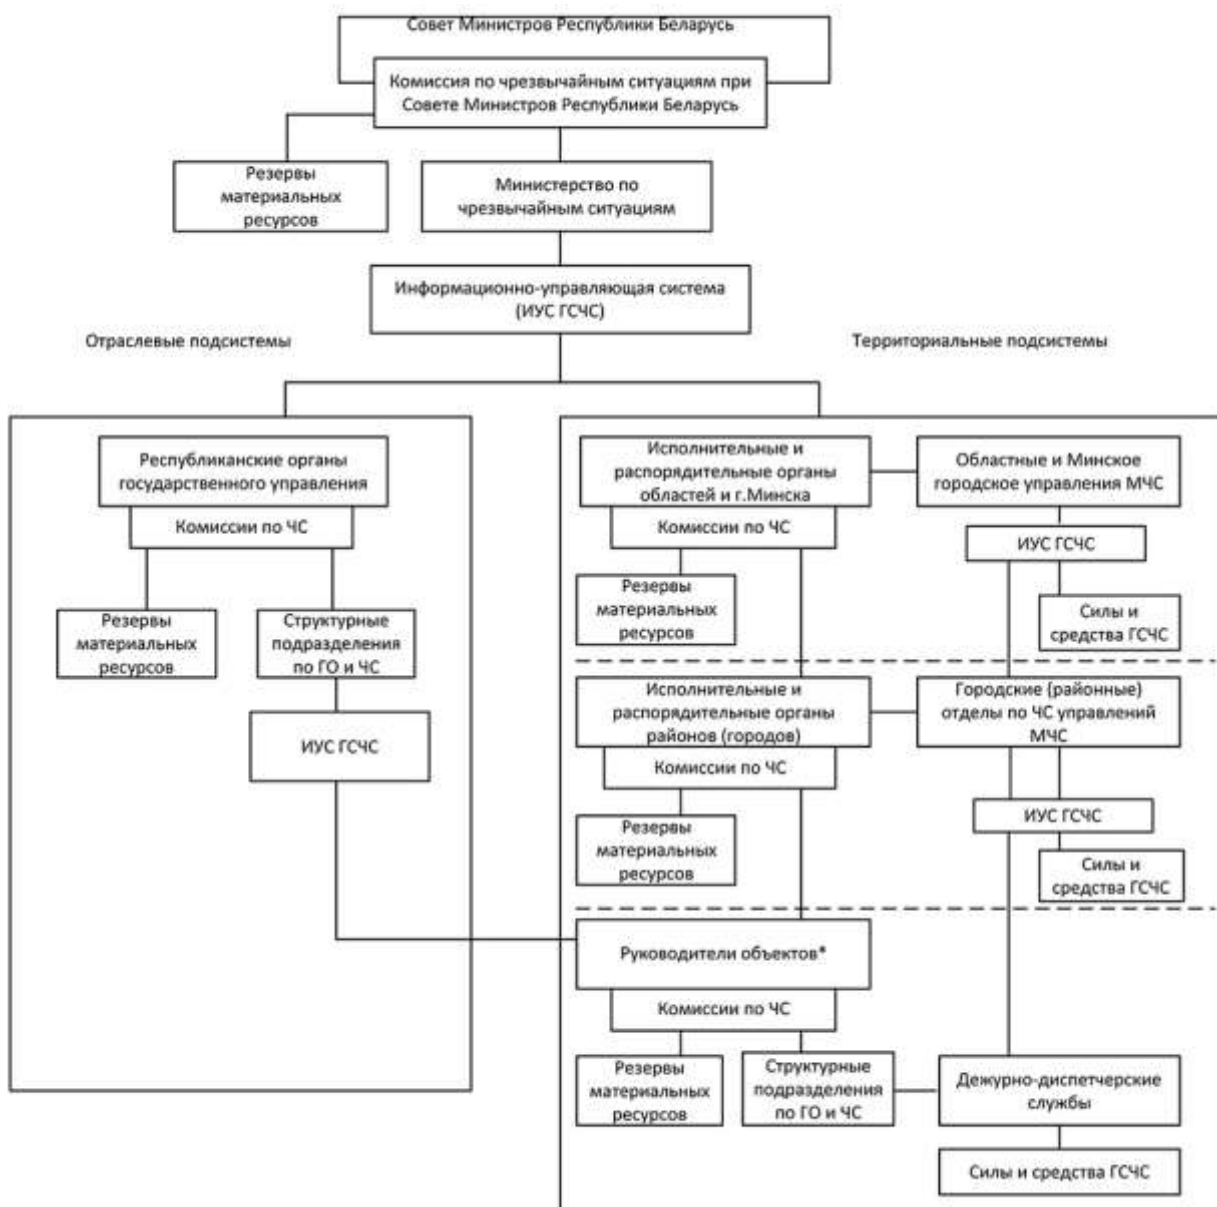 Совет Министров Республики Беларусь
Комиссия по чрезвычайным ситуациям при
Совете Министров Республики Беларусь
Резервы
материальных
ресурсов
Министерство по
чрезвычайным ситуациям
Информационно-управляющая система
(ИУС ГСЧС)
Отраслевые подсистемы
Территориальные подсистемы
Республиканские органы
государственного управления
Комиссии по ЧС
Резервы
материальных
ресурсов
Структурные
подразделения
по ГО и ЧС
ИУС ГСЧС
Исполнительные и
распорядительные органы
областей и г.Минска
Комиссии по ЧС
Резервы
материальных
ресурсов
Областные и Минское
городское управления МЧС
ИУС ГСЧС
Силы и
средства ГСЧС
Исполнительные и
распорядительные органы
районов (городов)
Комиссии по ЧС
Резервы
материальных
ресурсов
Городские (районные)
отделы по ЧС управлений
МЧС
ИУС ГСЧС
Силы и
средства ГСЧС
Руководители объектов*
Комиссии по ЧС
Резервы
материальных
ресурсов
Структурные
подразделения
по ГО и ЧС
Дежурно-диспетчерские
службы
Силы и средства ГСЧС